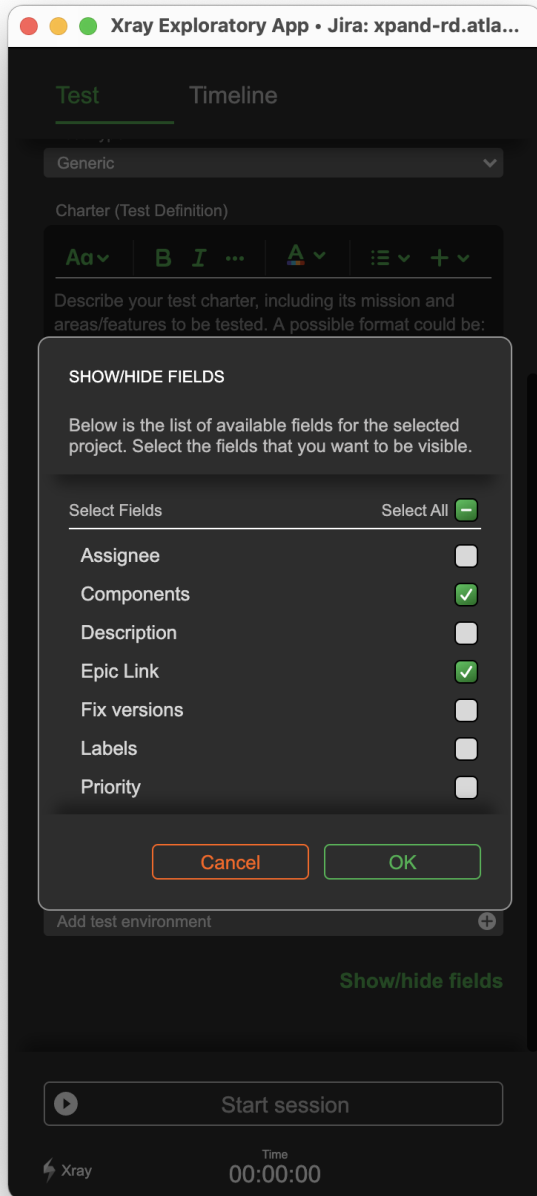 Xray Exploratory App • Jira: xpand-rd.atla...
Test
Timeline
Generic
Charter (Test Definition)
Aa
B
I
...
A
Describe your test charter, including its mission and
areas/features to be tested. A possible format could be:
SHOW/HIDE FIELDS
Below is the list of available fields for the selected
project. Select the fields that you want to be visible.
Select Fields
Select All
Assignee
Components
Description
Epic Link
Fix versions
Labels
Priority
Cancel
OK
Add test environment
Show/hide fields
Start session
Xray
Time
00:00:00